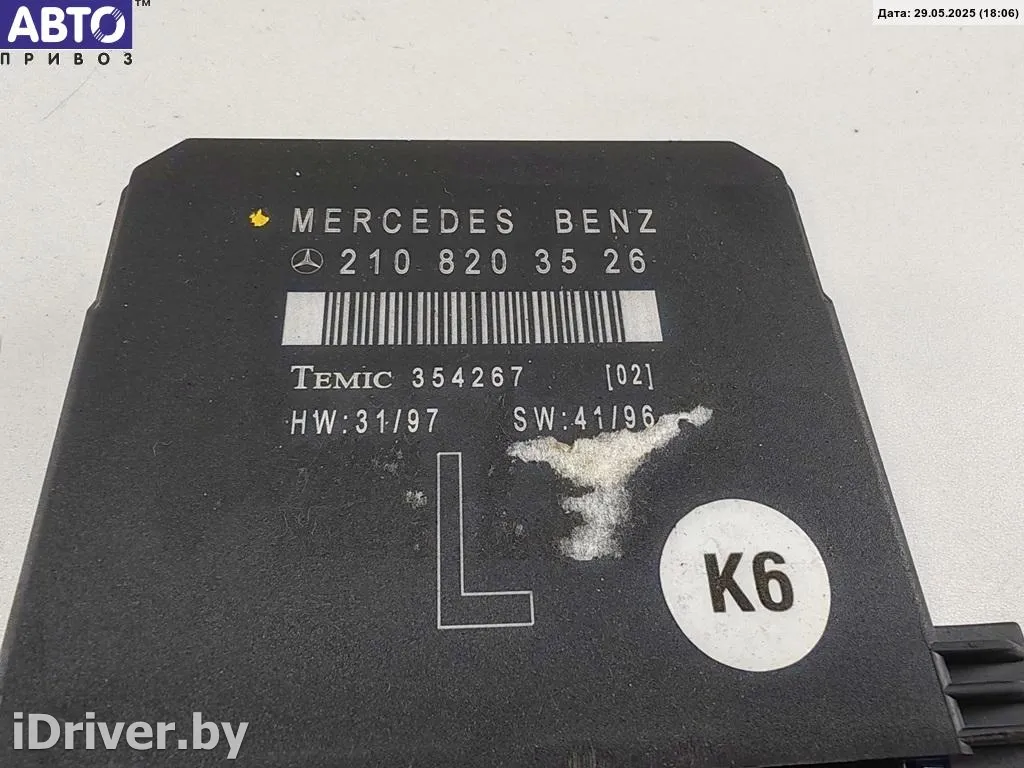 АВТО™
ПРИВОЗ
Дата: 29.05.2025 (18:06)
MERCEDES BENZ
210 820 35 26
TEMIC 354267 [02]
HW:31/97 SW:41/96
L
K6
iDriver.by